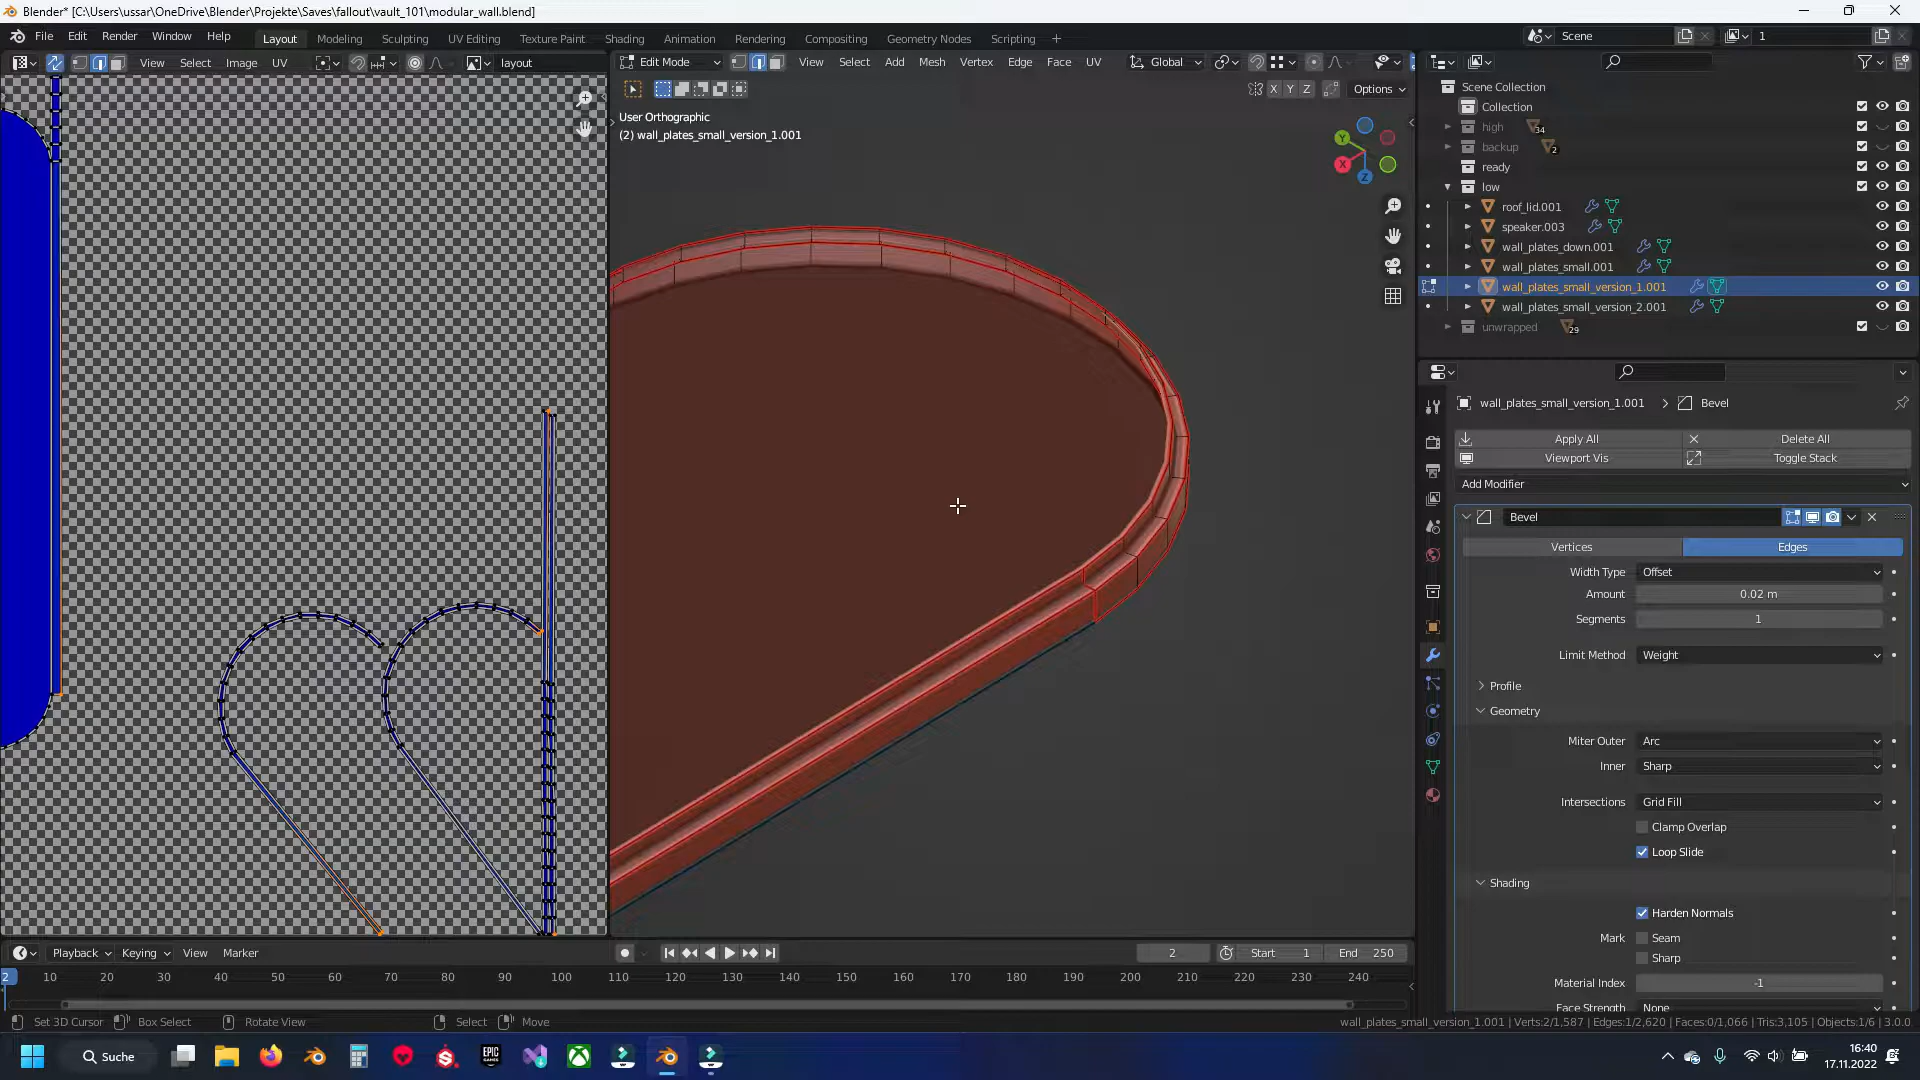 Blender* [C:\Users\ussar\OneDrive\Blender\Projekte\Saves\fallout\vault_101\modular_wall.blend]
File Edit Render Window Help Layout Modeling Sculpting UV Editing Texture Paint Shading Animation Rendering Compositing Geometry Nodes Scripting + Scene 1
View Select Image UV layout Edit Mode View Select Add Mesh Vertex Edge Face UV Global
X Y Z Options
User Orthographic
(2) wall_plates_small_version_1.001
Y
X
Z
Scene Collection
Collection
high 34
backup 2
ready
low
roof_lid.001
speaker.003
wall_plates_down.001
wall_plates_small.001
wall_plates_small_version_1.001
wall_plates_small_version_2.001
unwrapped 29
wall_plates_small_version_1.001 > Bevel
Apply All Delete All
Viewport Vis Toggle Stack
Add Modifier
Bevel
Vertices Edges
Width Type Offset
Amount 0.02 m
Segments 1
Limit Method Weight
Profile
Geometry
Miter Outer Arc
Inner Sharp
Intersections Grid Fill
Clamp Overlap
Loop Slide
Shading
Harden Normals
Mark Seam
Sharp
Material Index -1
Face Strength None
Playback Keying View Marker 2 Start 1 End 250
2 10 20 30 40 50 60 70 80 90 100 110 120 130 140 150 160 170 180 190 200 210 220 230 240
Set 3D Cursor Box Select Rotate View Select Move wall_plates_small_version_1.001 | Verts:2/1,587 | Edges:1/2,620 | Faces:0/1,066 | Tris:3,105 | Objects:1/6 | 3.0.0
Suche EPIC GAMES 16:40
17.11.2022